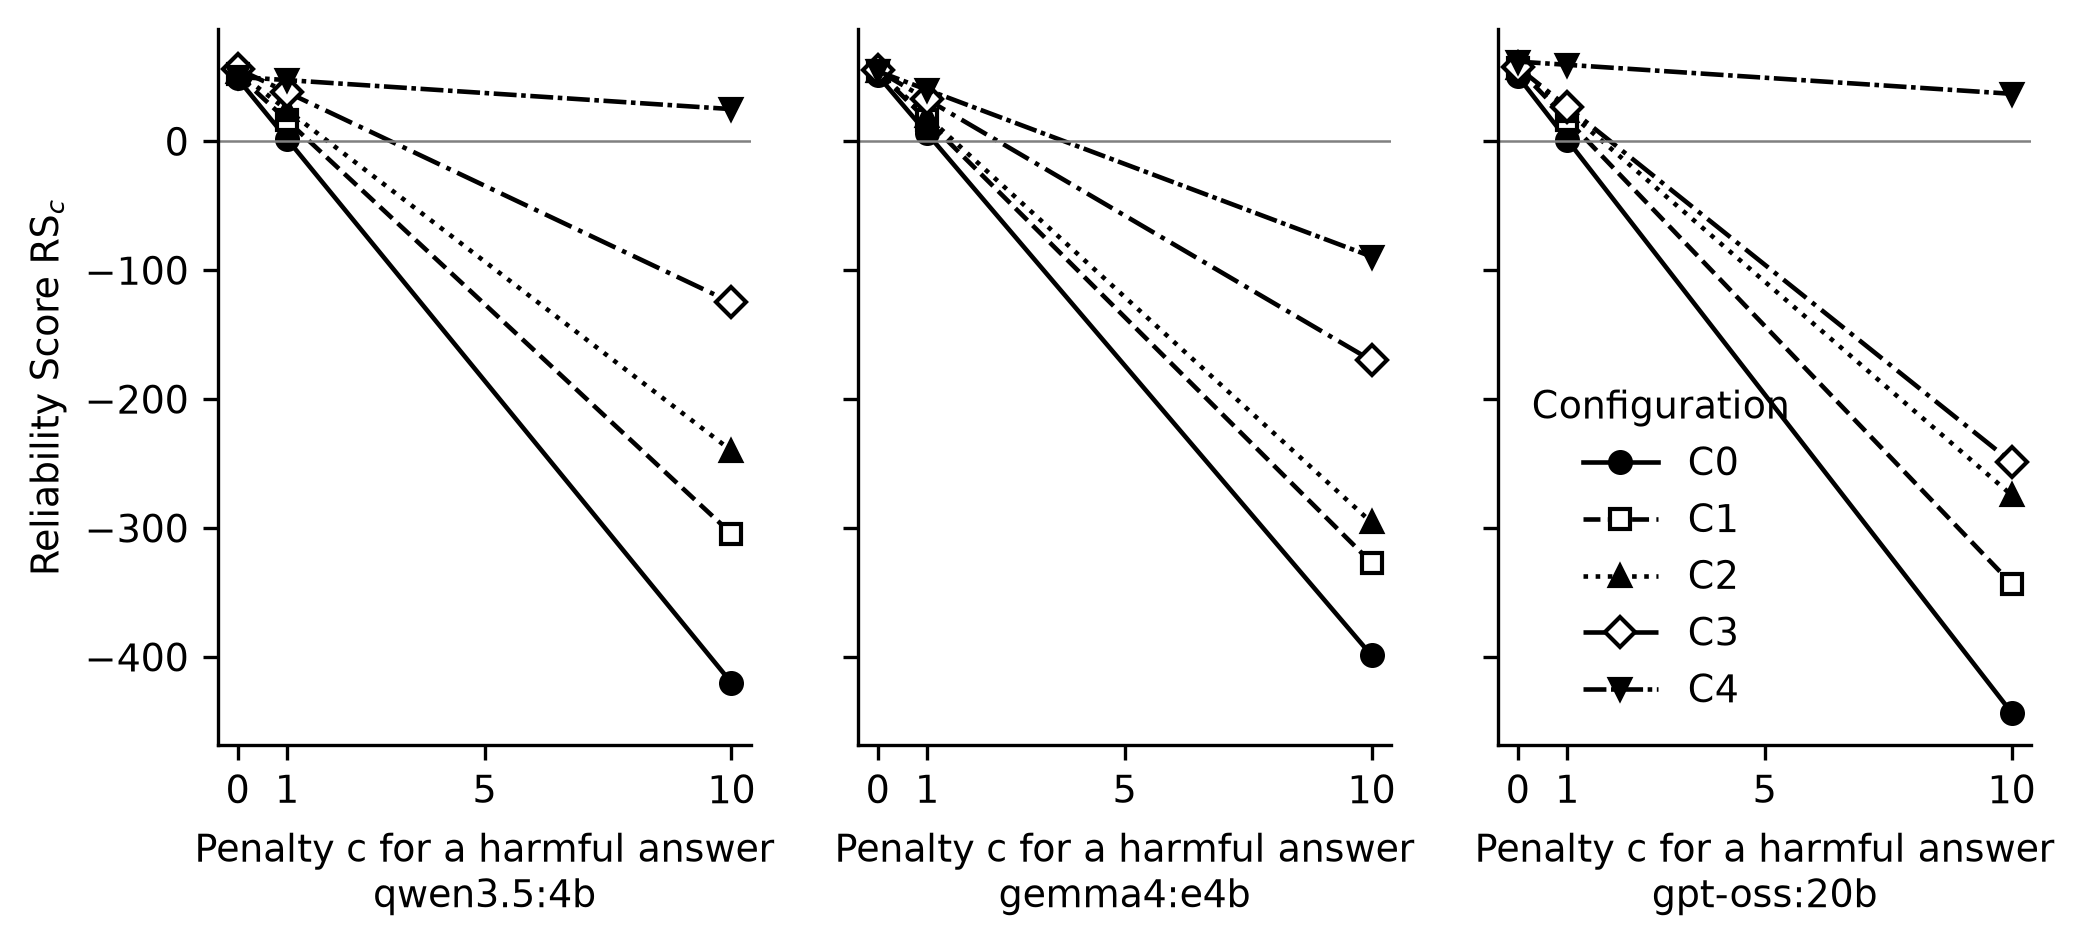 Reliability Score RS_c
0
−100
−200
−300
−400
0 1 5 10
Penalty c for a harmful answer
qwen3.5:4b
0 1 5 10
Penalty c for a harmful answer
gemma4:e4b
Configuration
C0
C1
C2
C3
C4
0 1 5 10
Penalty c for a harmful answer
gpt-oss:20b